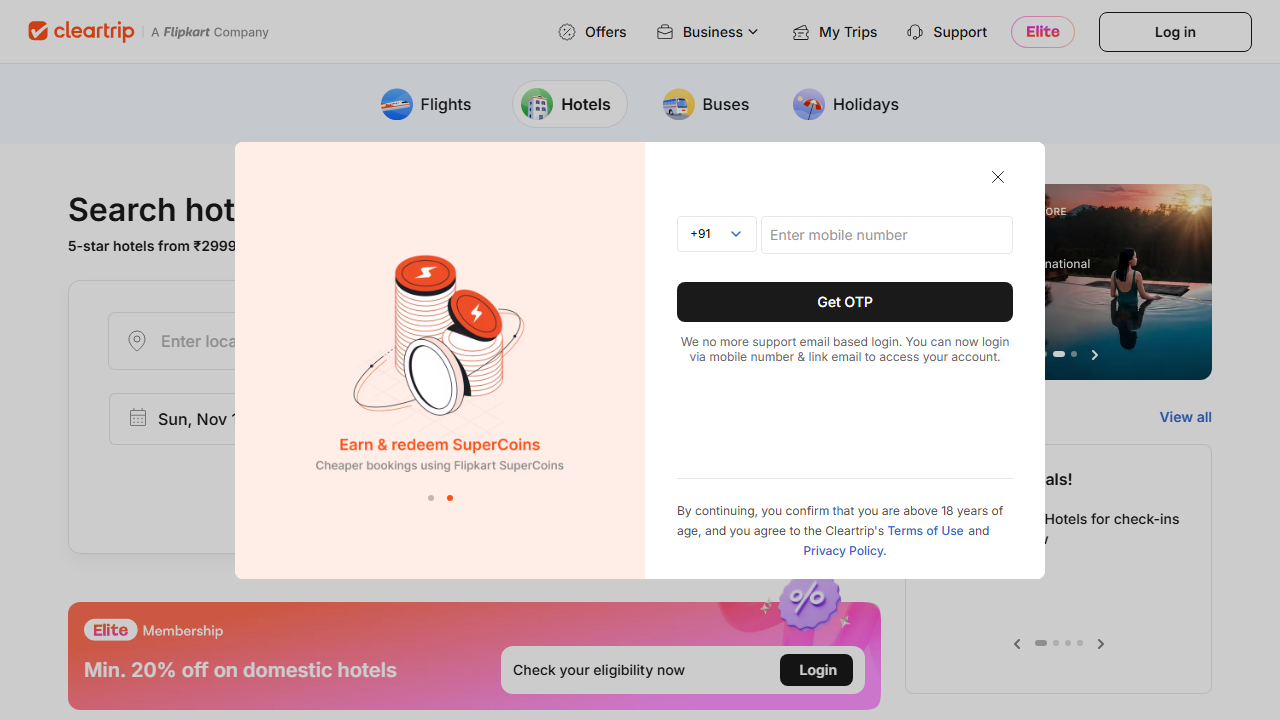 cleartrip
A Flipkart Company
Offers
Business
My Trips
Support
Elite
Log in
Flights
Hotels
Buses
Holidays
Search hot
5-star hotels from ₹2999
Enter loca
Sun, Nov
Earn & redeem SuperCoins
Cheaper bookings using Flipkart SuperCoins
+91
Enter mobile number
Get OTP
We no more support email based login. You can now login
via mobile number & link email to access your account.
By continuing, you confirm that you are above 18 years of
age, and you agree to the Cleartrip's Terms of Use and
Privacy Policy.
ORE
national
View all
als!
Hotels for check-ins
Elite Membership
Min. 20% off on domestic hotels
%
Check your eligibility now
Login